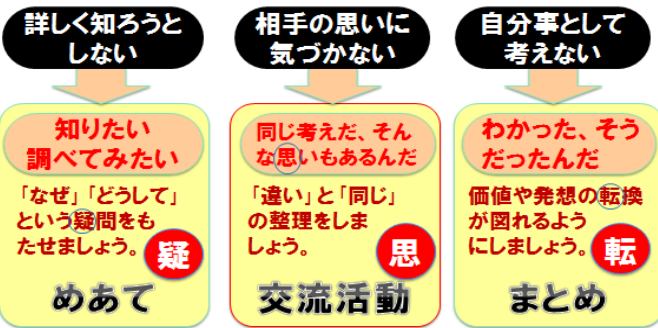 詳しく知ろうと
しない
知りたい
調べてみたい
「なぜ」「どうして」
という疑問をも
たせましょう。
疑
めあて
相手の思いに
気づかない
同じ考えだ、そん
な思いもあるんだ
「違い」と「同じ」
の整理をしま
しょう。
思
交流活動
自分事として
考えない
わかった、そう
だったんだ
価値や発想の転換
が図れるよう
にしましょう。
転
まとめ